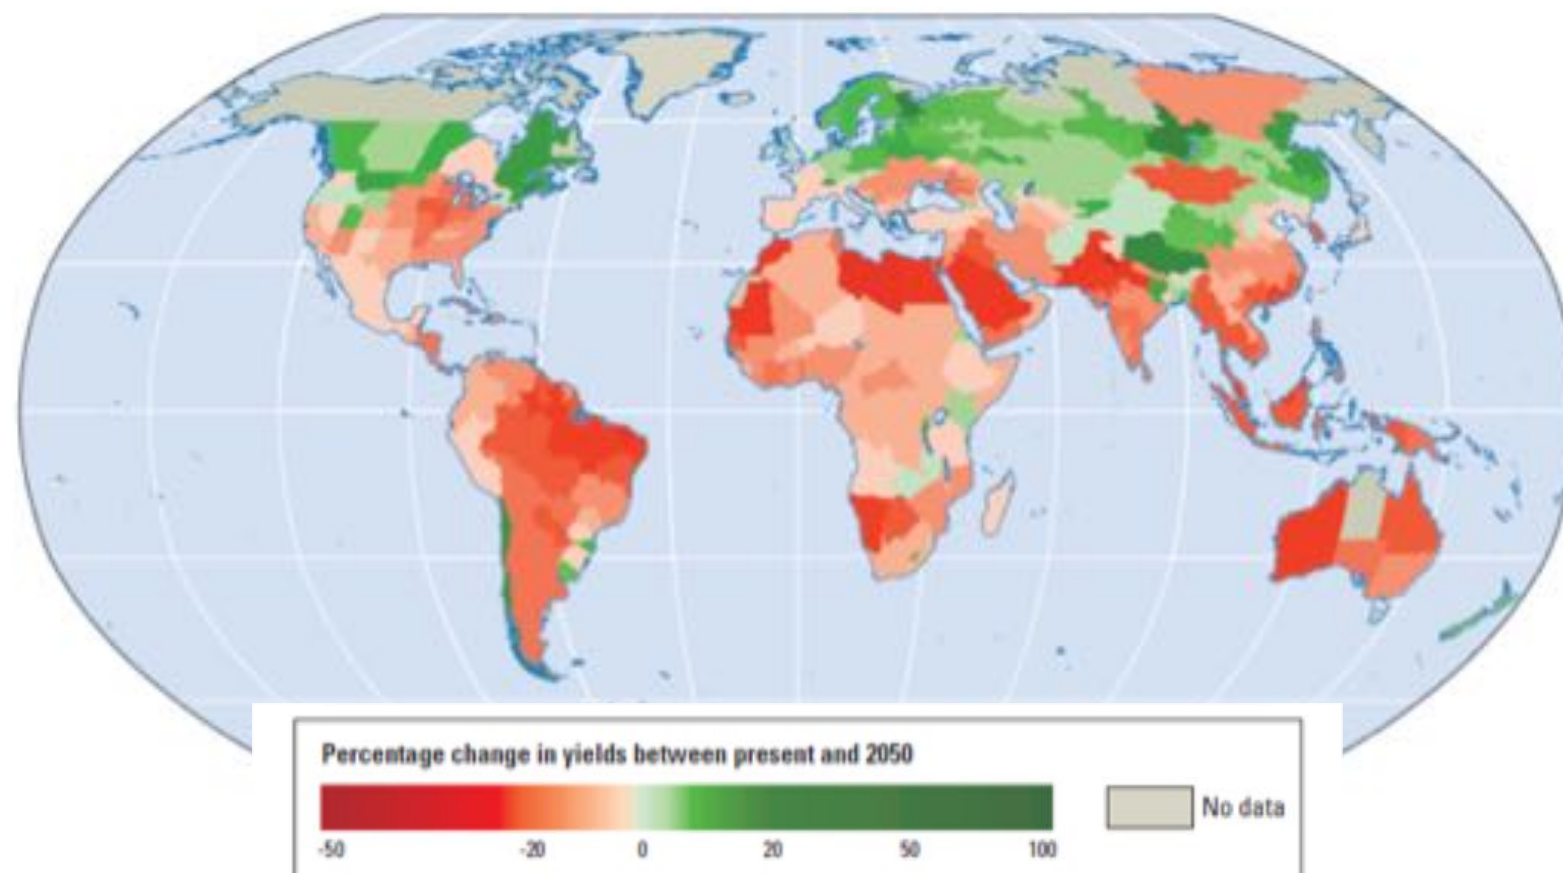 Percentage change in yields between present and 2050
No data
-50 -20 0 20 50 100